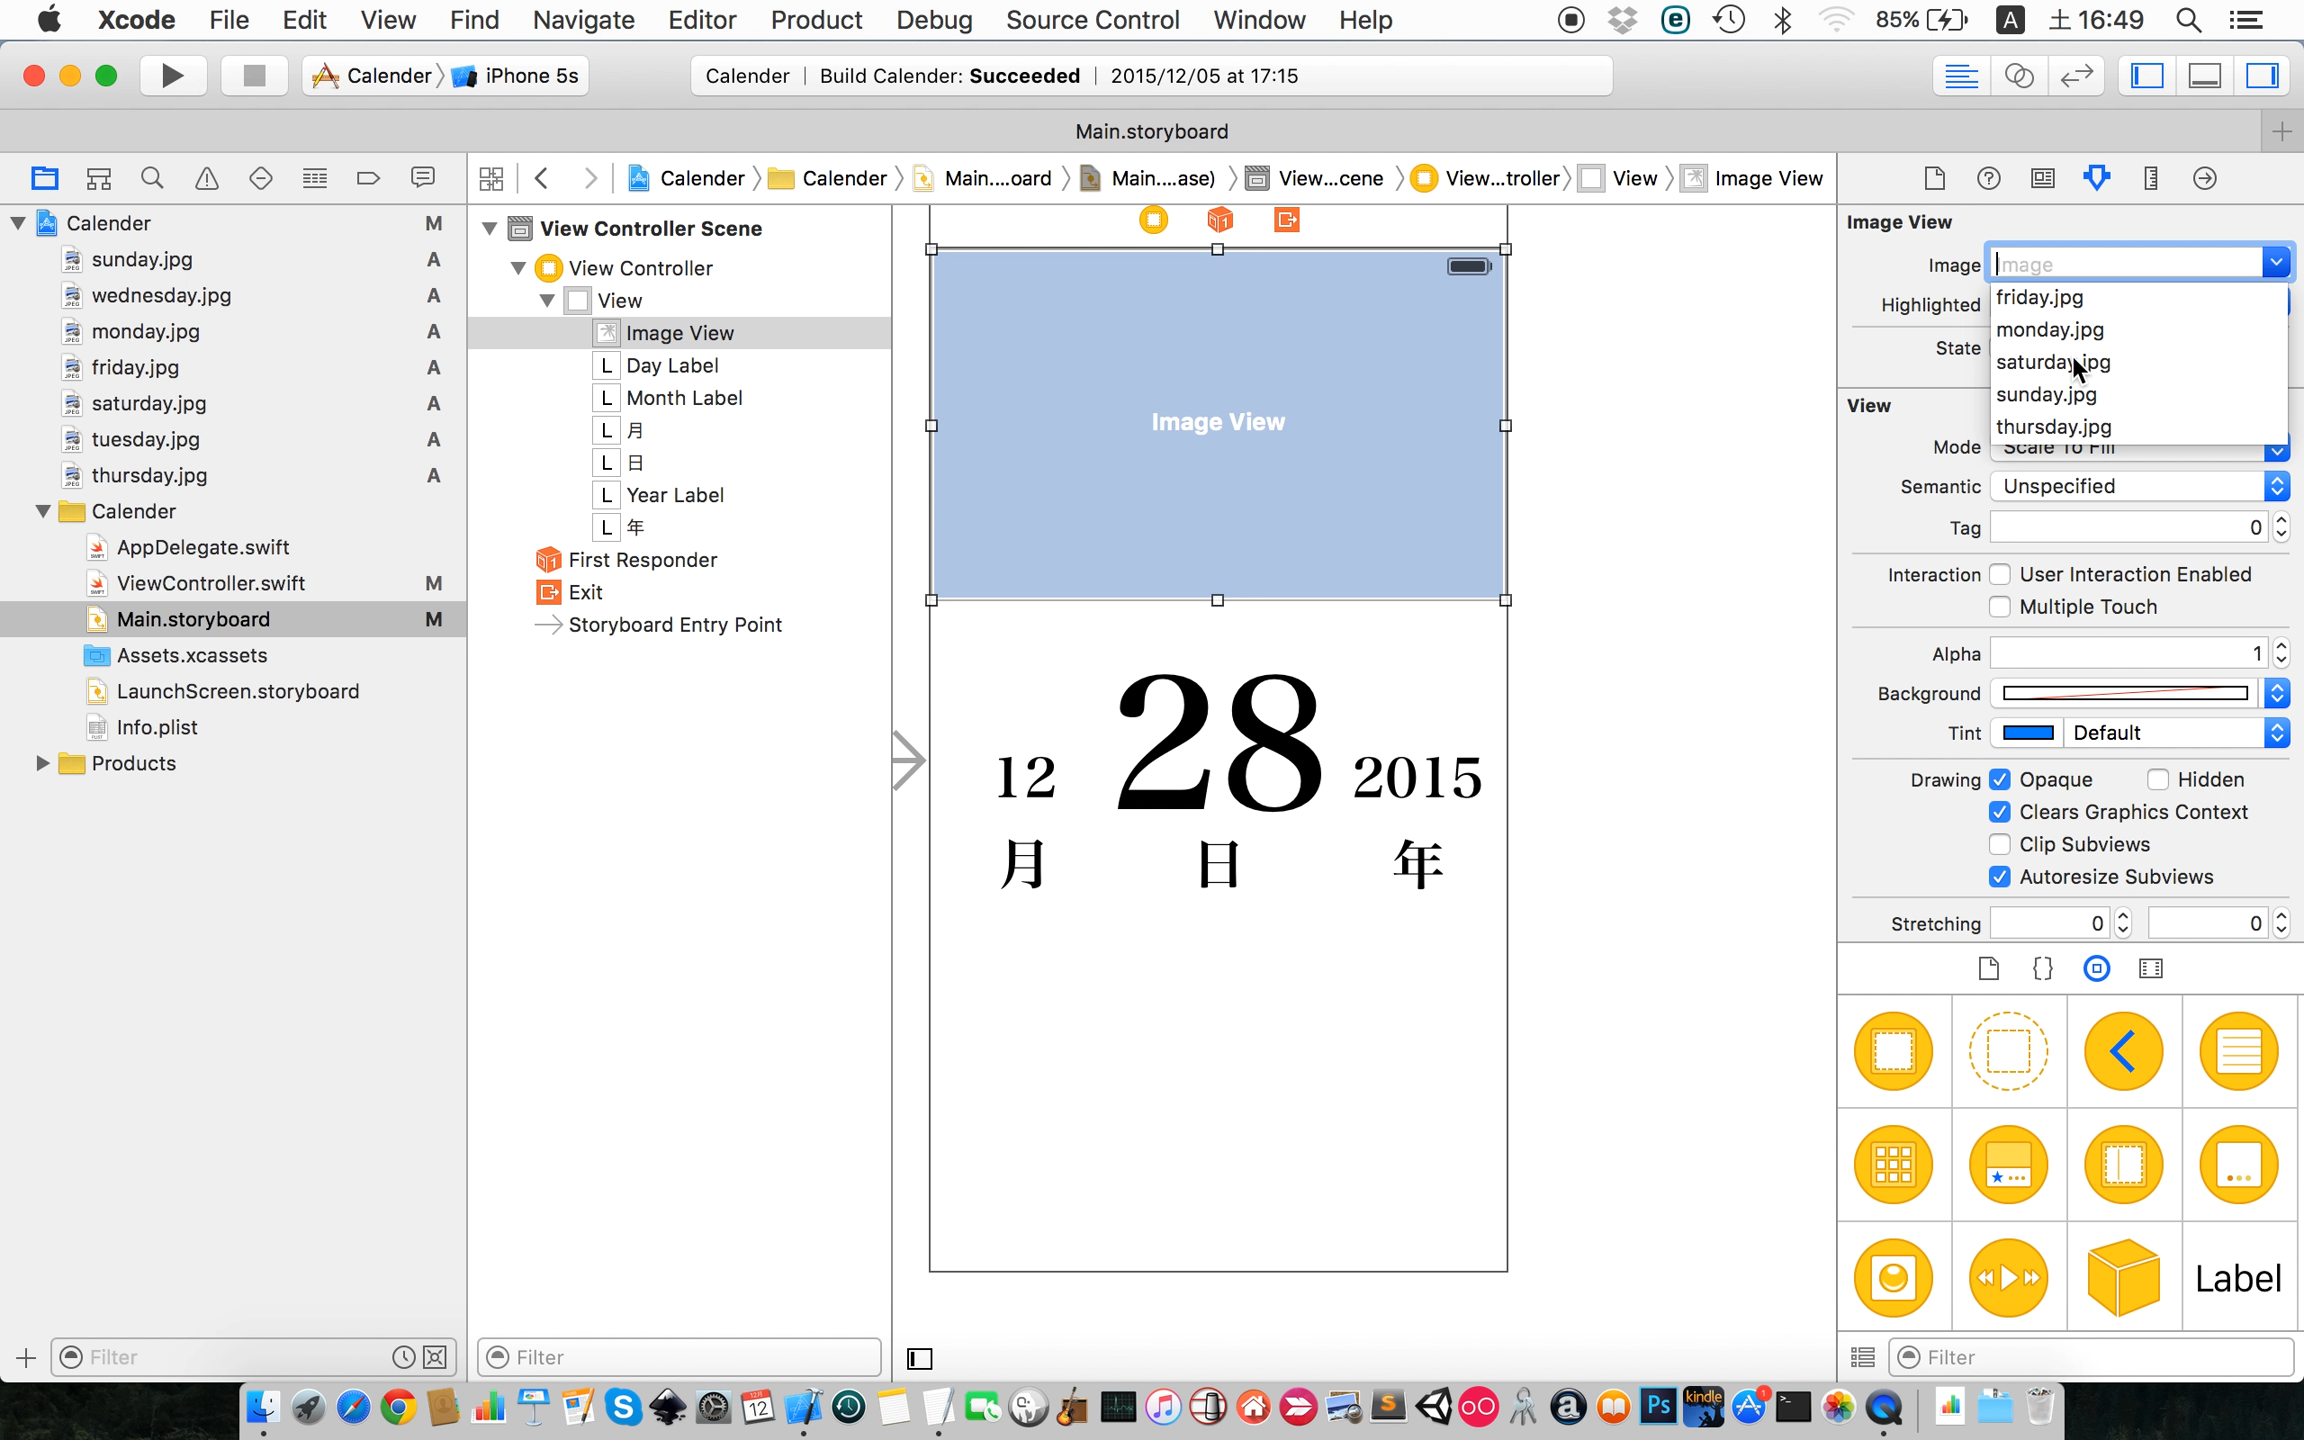 Xcode File Edit View Find Navigate Editor Product Debug Source Control Window Help 85% A 土 16:49
Calender iPhone 5s Calender Build Calender: Succeeded 2015/12/05 at 17:15
Main.storyboard
Calender Calender Main....oard Main....ase) View...cene View...troller View Image View
Calender M
sunday.jpg A
wednesday.jpg A
monday.jpg A
friday.jpg A
saturday.jpg A
tuesday.jpg A
thursday.jpg A
Calender
AppDelegate.swift
ViewController.swift M
Main.storyboard M
Assets.xcassets
LaunchScreen.storyboard
Info.plist
Products
Filter
View Controller Scene
View Controller
View
Image View
L Day Label
L Month Label
L 月
L 日
L Year Label
L 年
First Responder
Exit
Storyboard Entry Point
Filter
Image View
12 28 2015
月 日 年
Image View
Image Image
Highlighted
State
friday.jpg
monday.jpg
saturday.jpg
sunday.jpg
thursday.jpg
View
Mode Scale To Fill
Semantic Unspecified
Tag 0
Interaction User Interaction Enabled
Multiple Touch
Alpha 1
Background
Tint Default
Drawing Opaque Hidden
Clears Graphics Context
Clip Subviews
Autoresize Subviews
Stretching 0 0
Label
Filter
12 Ps kindle 1